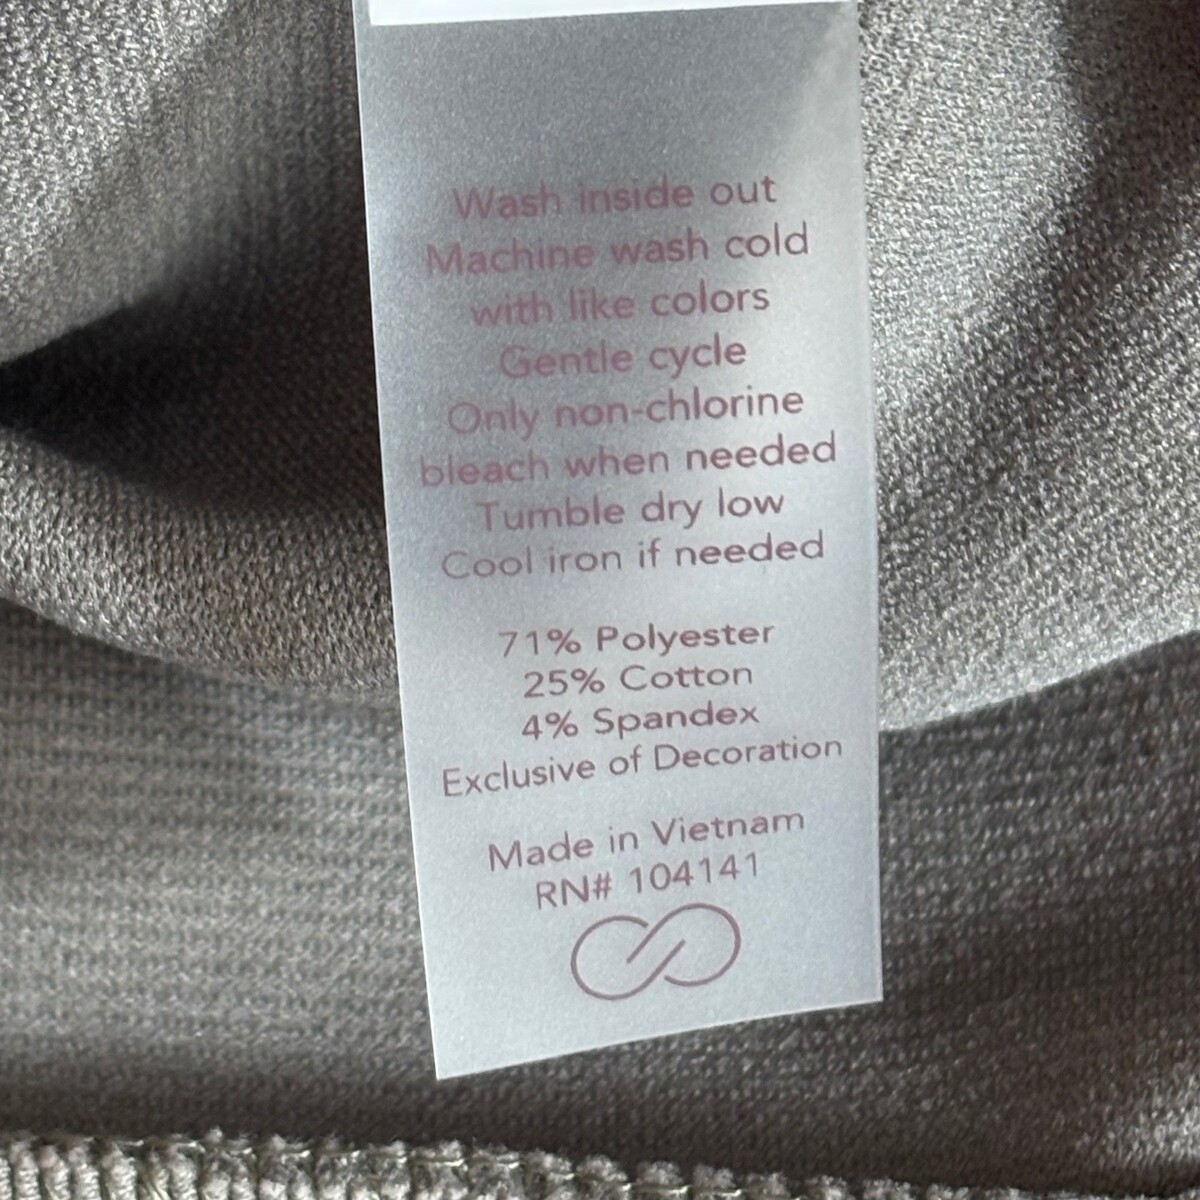 Wash inside out
Machine wash cold
with like colors
Gentle cycle
Only non-chlorine
bleach when needed
Tumble dry low
Cool iron if needed
71% Polyester
25% Cotton
4% Spandex
Exclusive of Decoration
Made in Vietnam
RN# 104141